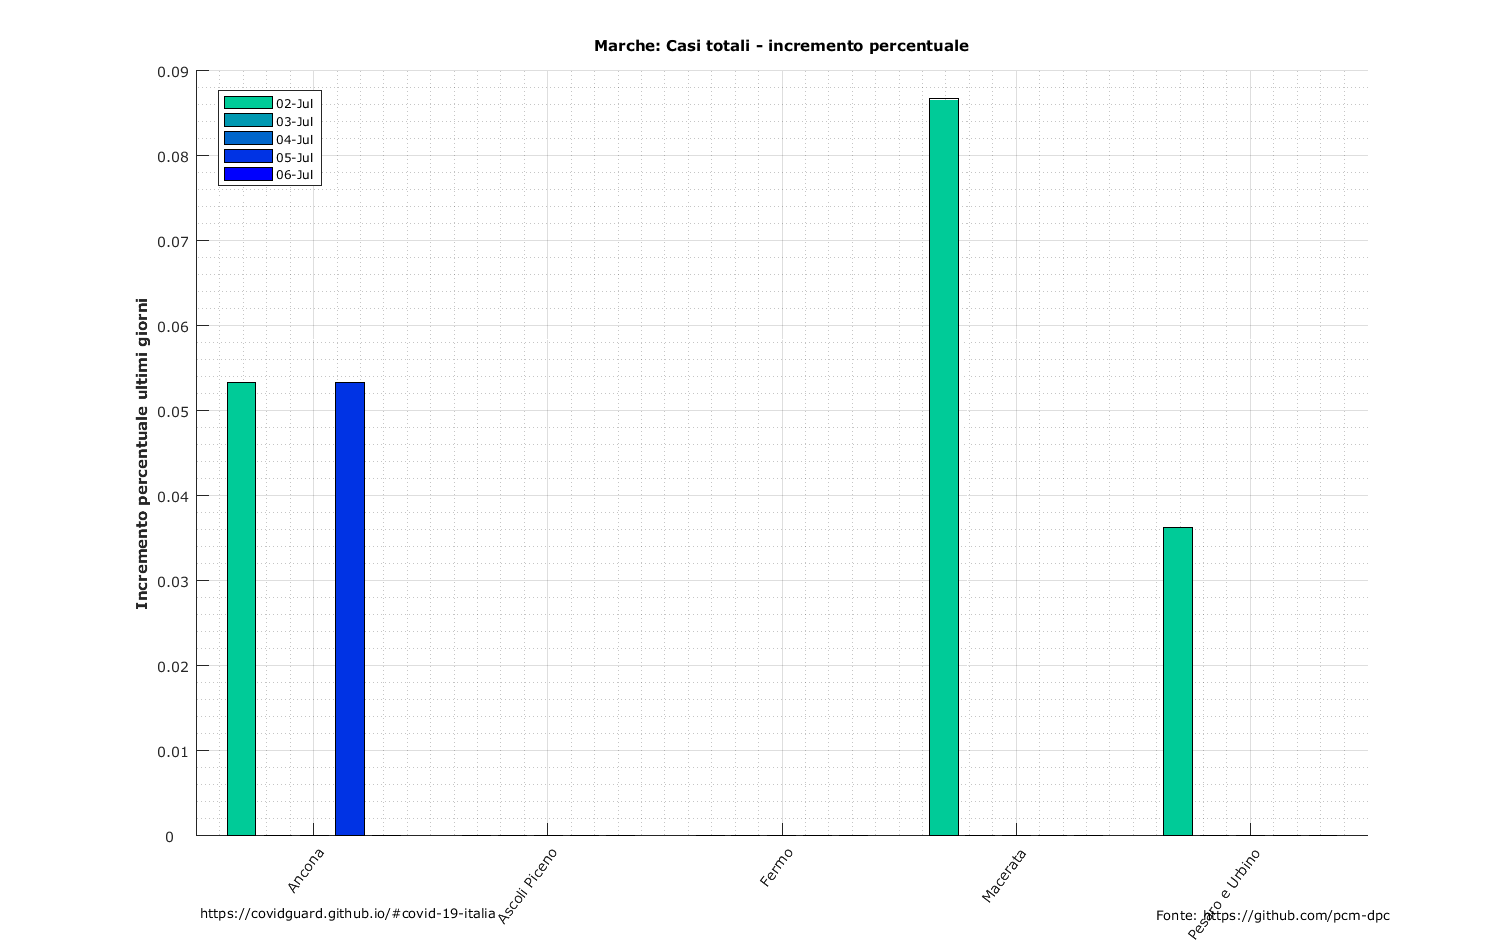 Marche: Casi totali - incremento percentuale
Incremento percentuale ultimi giorni
0.09
0.08
0.07
0.06
0.05
0.04
0.03
0.02
0.01
0
02-Jul
03-Jul
04-Jul
05-Jul
06-Jul
Ancona
Ascoli Piceno
Fermo
Macerata
Pesaro e Urbino
https://covidguard.github.io/#covid-19-italia
Fonte: https://github.com/pcm-dpc